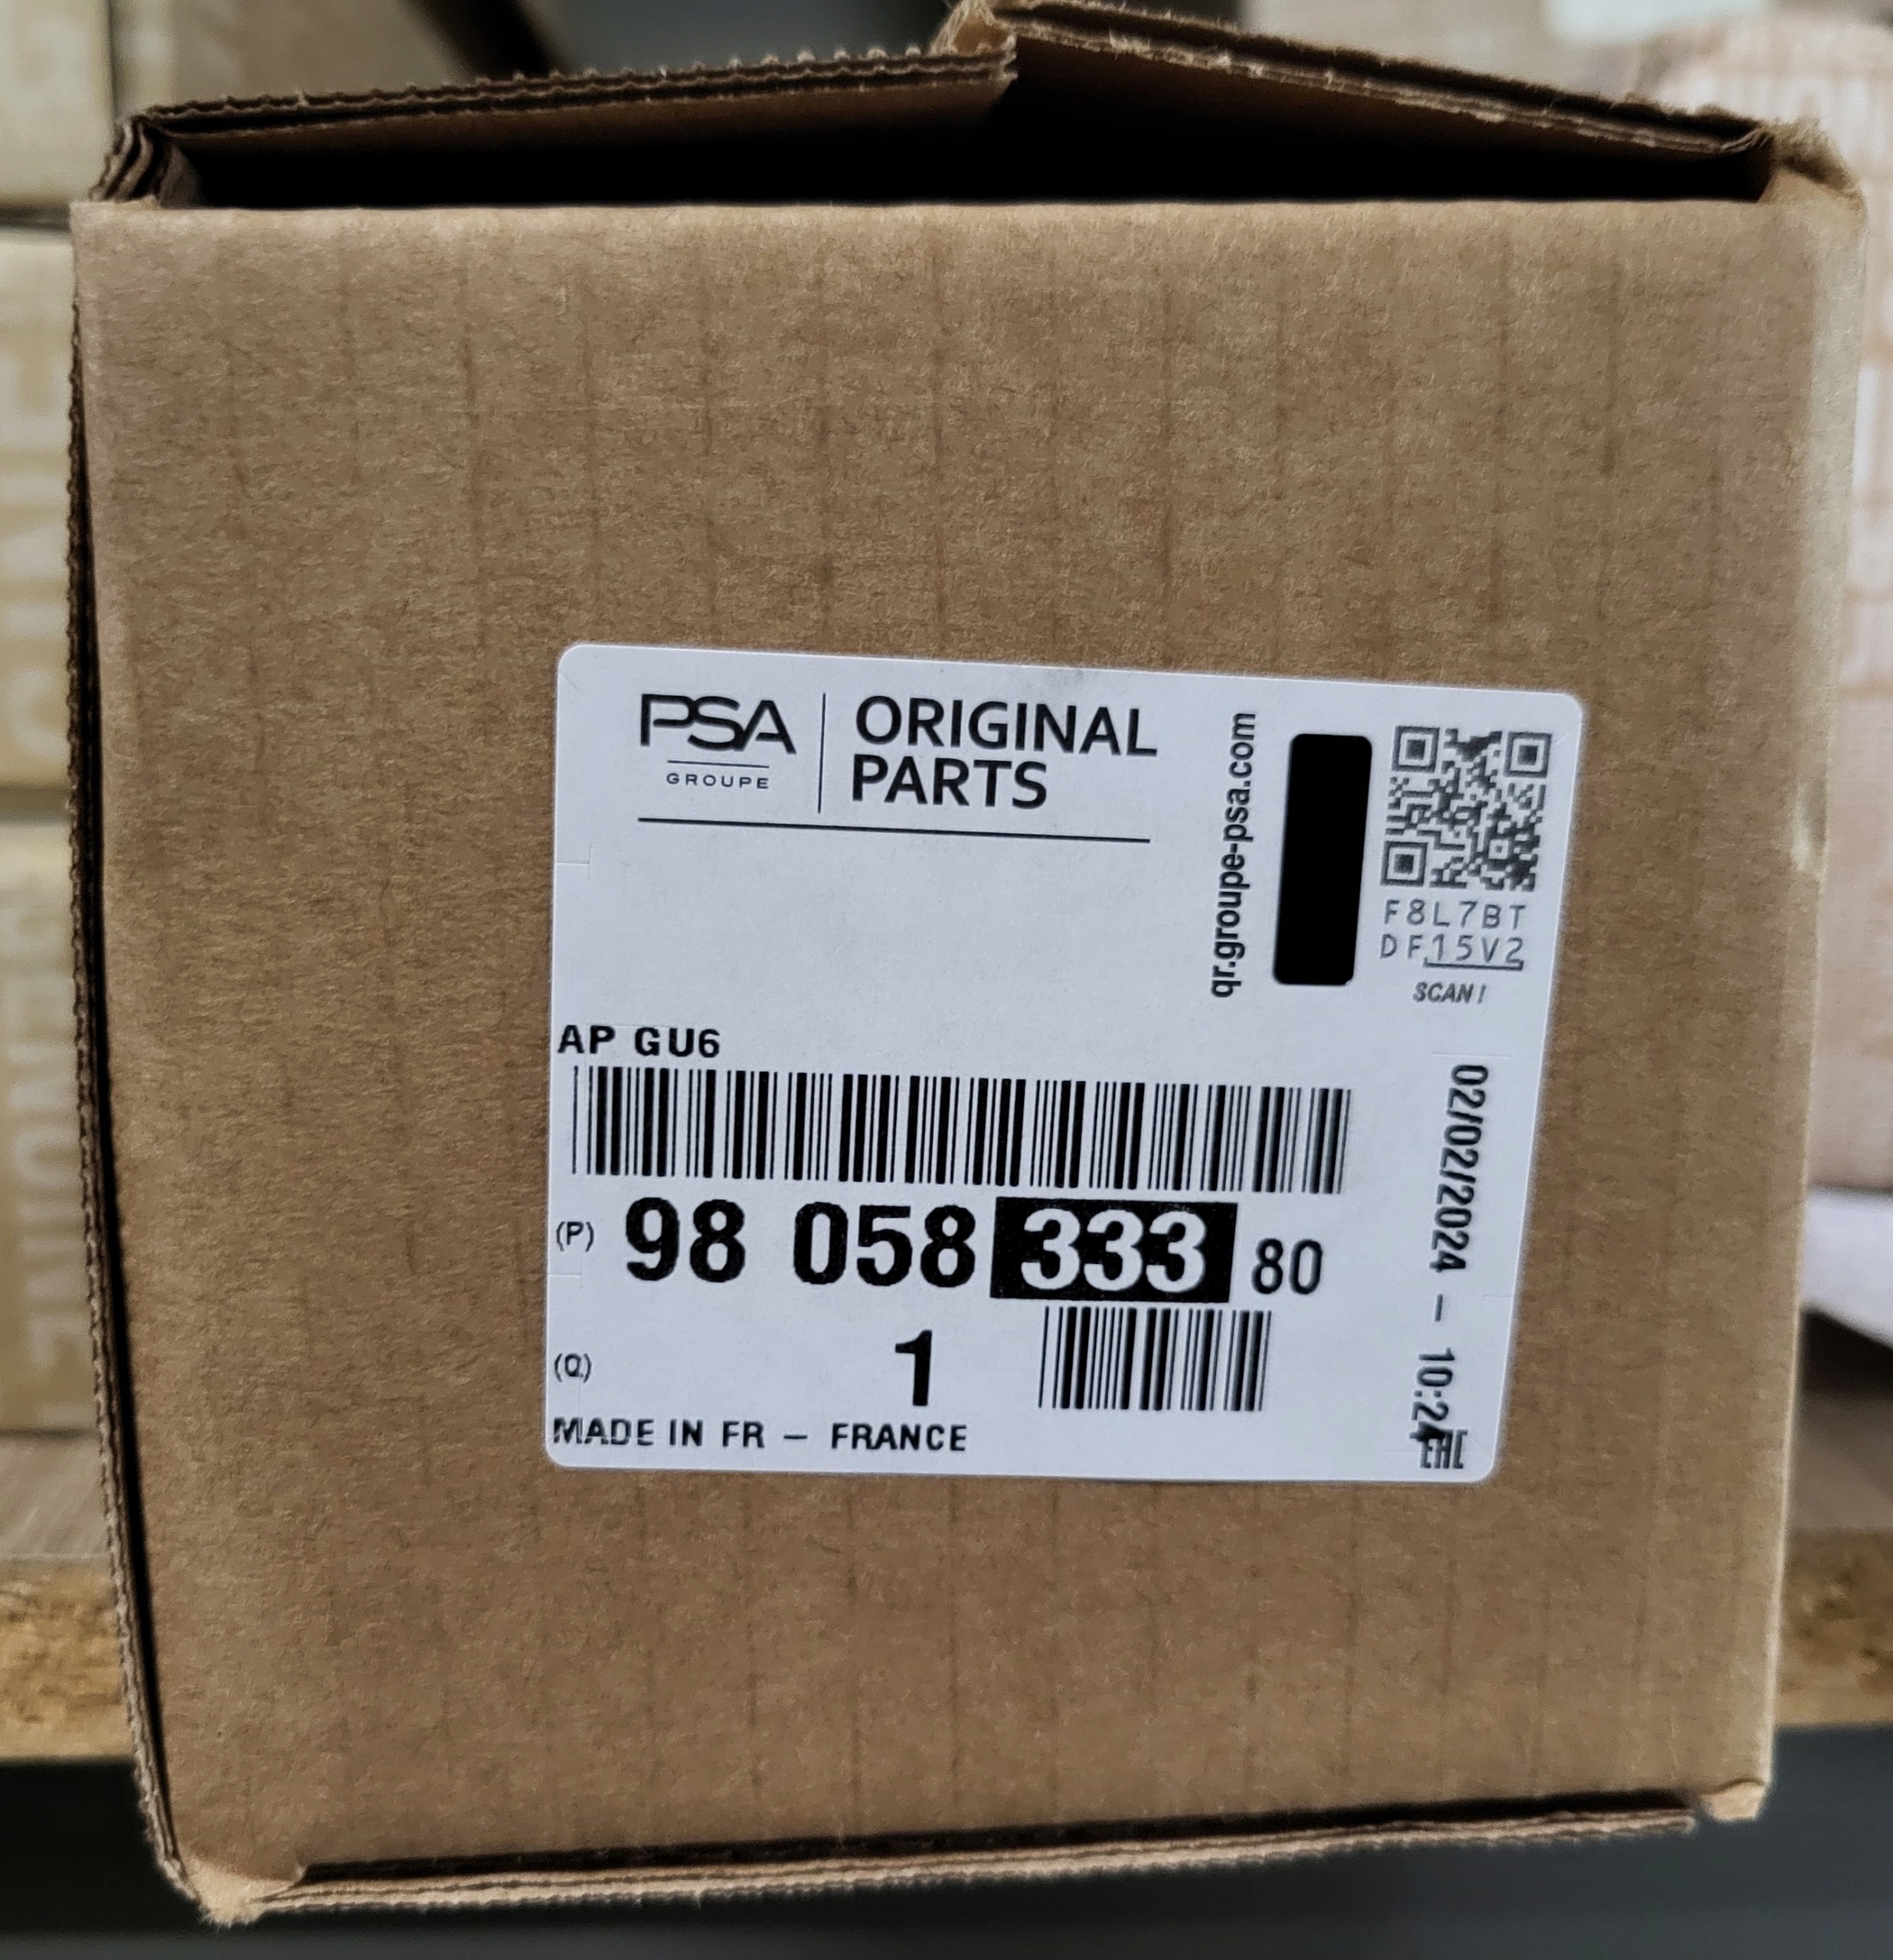 PSA
GROUPE
ORIGINAL
PARTS
qr.groupe-psa.com
F8L7BT
DF15V2
SCAN!
AP GU6
(P) 98 058 333 80
(Q) 1
MADE IN FR - FRANCE
02/02/2024 - 10:24
EAC
GENUINE